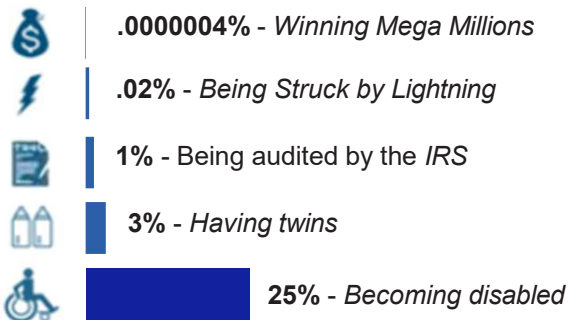 .0000004% - Winning Mega Millions
.02% - Being Struck by Lightning
1% - Being audited by the IRS
3% - Having twins
25% - Becoming disabled